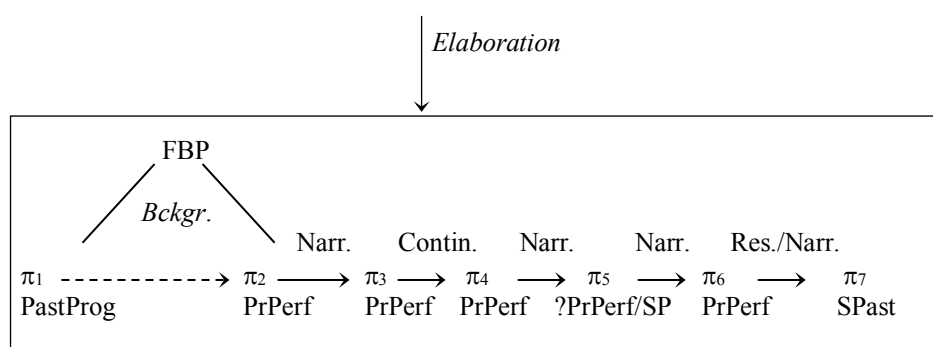 Elaboration
FBP
Bckgr.
Narr. Contin. Narr. Narr. Res./Narr.
π1 π2 π3 π4 π5 π6 π7
PastProg PrPerf PrPerf PrPerf ?PrPerf/SP PrPerf SPast